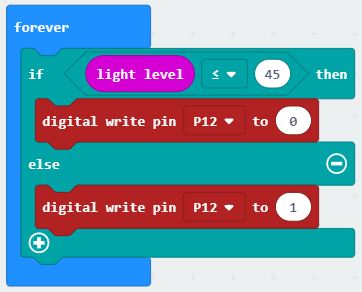 forever
if light level ≤ 45 then
digital write pin P12 to 0
else
digital write pin P12 to 1